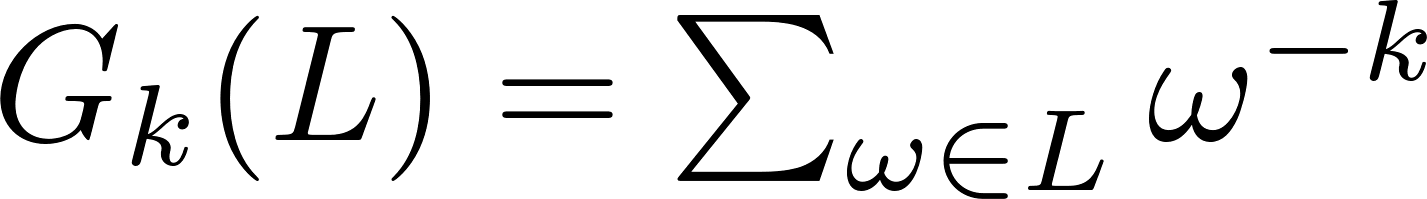 G_k(L) = \sum_{\omega \in L} \omega^{-k}